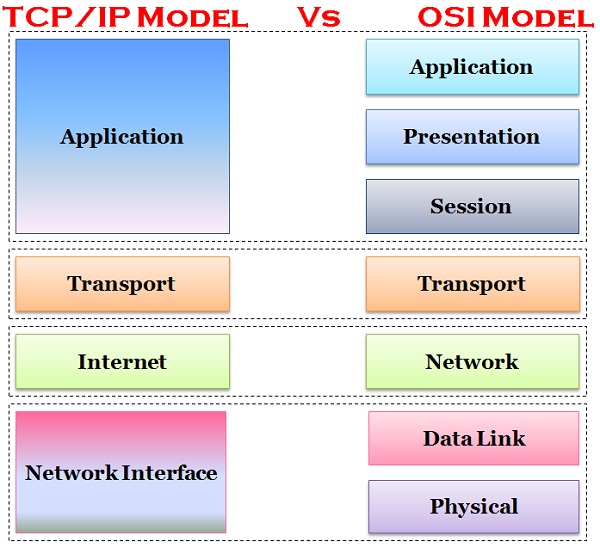 TCP/IP Model Vs OSI Model
Application
Application
Presentation
Session
Transport
Transport
Internet
Network
Network Interface
Data Link
Physical